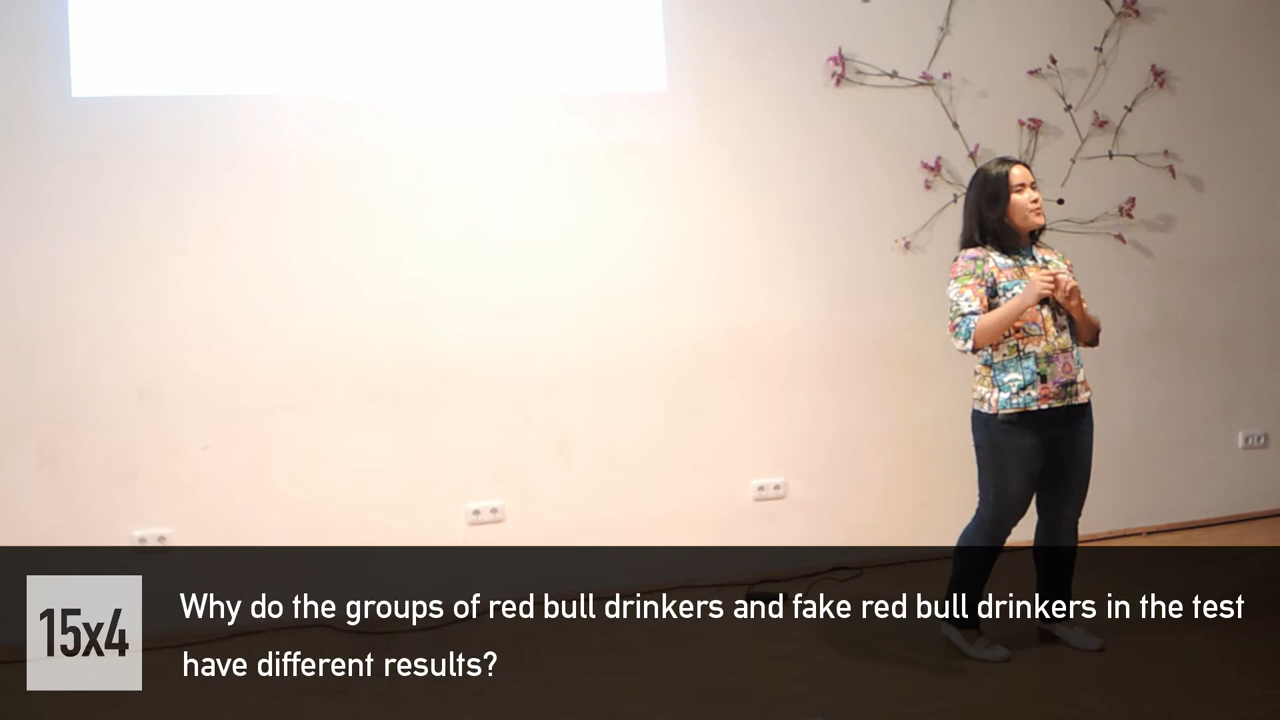 15x4
Why do the groups of red bull drinkers and fake red bull drinkers in the test
have different results?